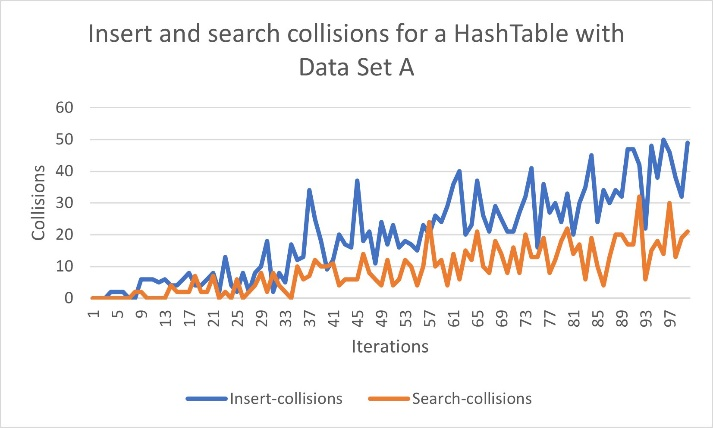 Insert and search collisions for a HashTable with
Data Set A
60
50
40
30
20
10
0
Collisions
1 5 9 13 17 21 25 29 33 37 41 45 49 53 57 61 65 69 73 77 81 85 89 93 97
Iterations
Insert-collisions Search-collisions